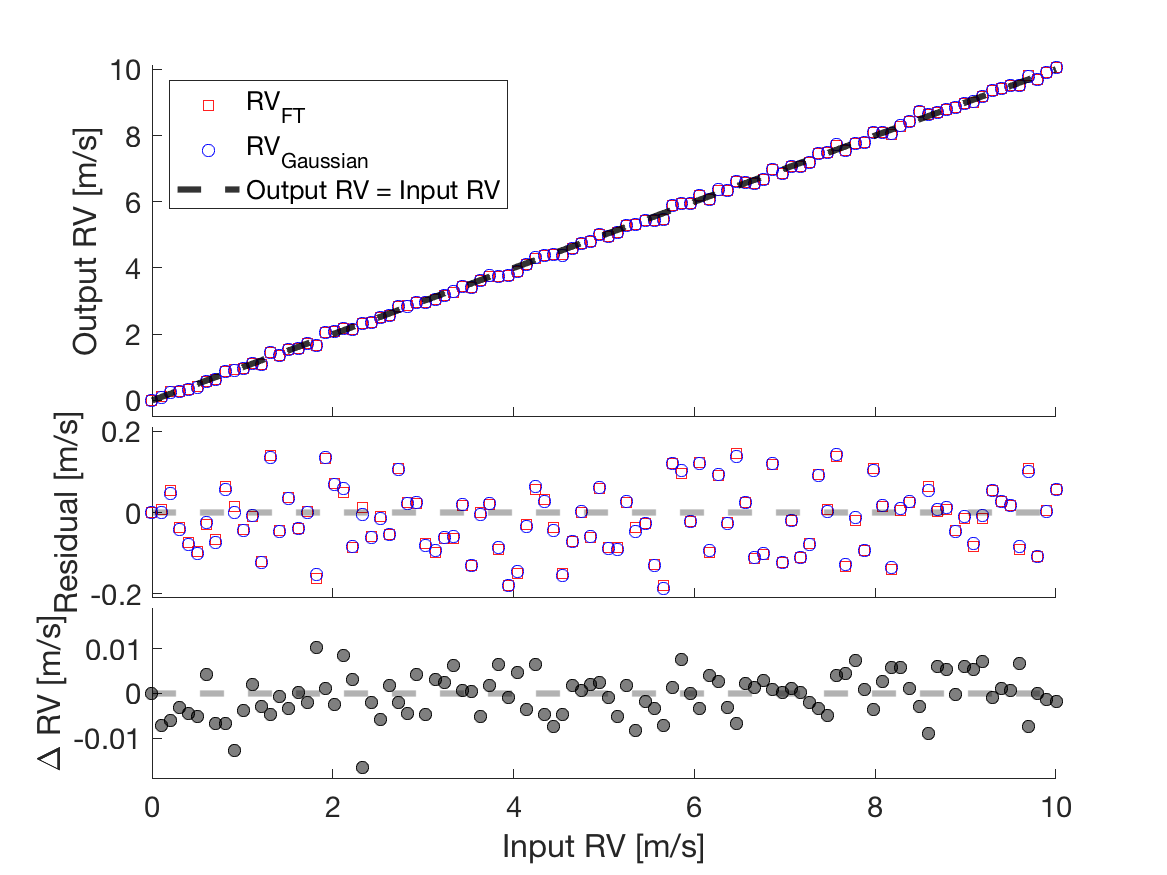 10
8
6
4
2
0
Output RV [m/s]
RV_FT
RV_Gaussian
Output RV = Input RV
0.2
0
-0.2
Residual [m/s]
0.01
0
-0.01
Δ RV [m/s]
0 2 4 6 8 10
Input RV [m/s]